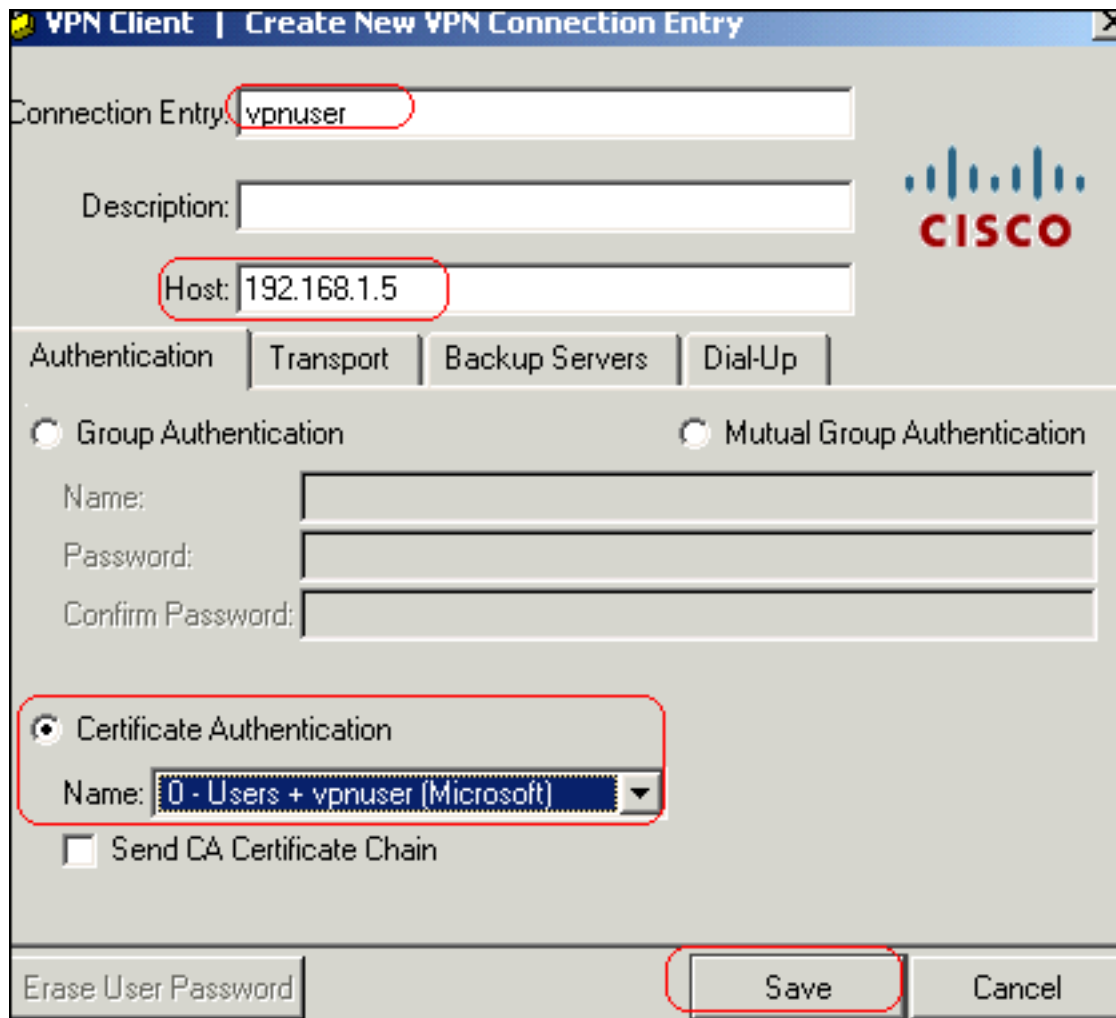 VPN Client | Create New VPN Connection Entry
Connection Entry: vpnuser
Description:
CISCO
Host: 192.168.1.5
Authentication Transport Backup Servers Dial-Up
Group Authentication Mutual Group Authentication
Name:
Password:
Confirm Password:
Certificate Authentication
Name: 0 - Users + vpnuser (Microsoft)
Send CA Certificate Chain
Erase User Password Save Cancel